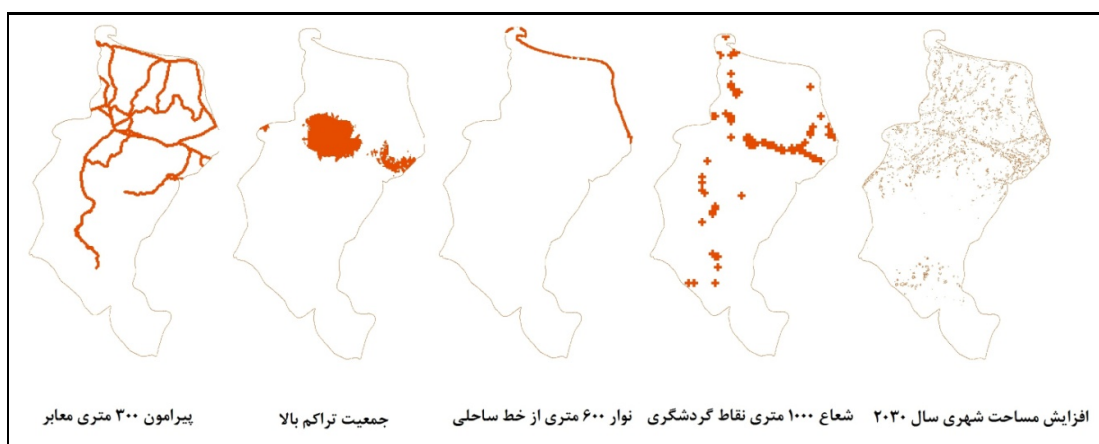 افزایش مساحت شهری سال ۲۰۳۰
شعاع ۱۰۰۰ متری نقاط گردشگری
نوار ۶۰۰ متری از خط ساحلی
جمعیت تراکم بالا
پیرامون ۳۰۰ متری معابر